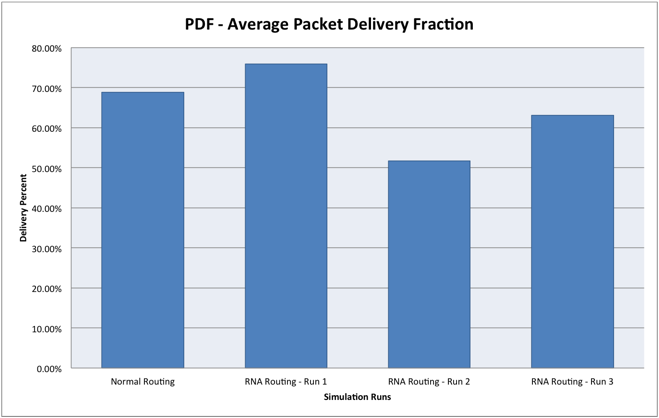 PDF - Average Packet Delivery Fraction
80.00%
70.00%
60.00%
50.00%
40.00%
30.00%
20.00%
10.00%
0.00%
Delivery Percent
Normal Routing
RNA Routing - Run 1
RNA Routing - Run 2
RNA Routing - Run 3
Simulation Runs